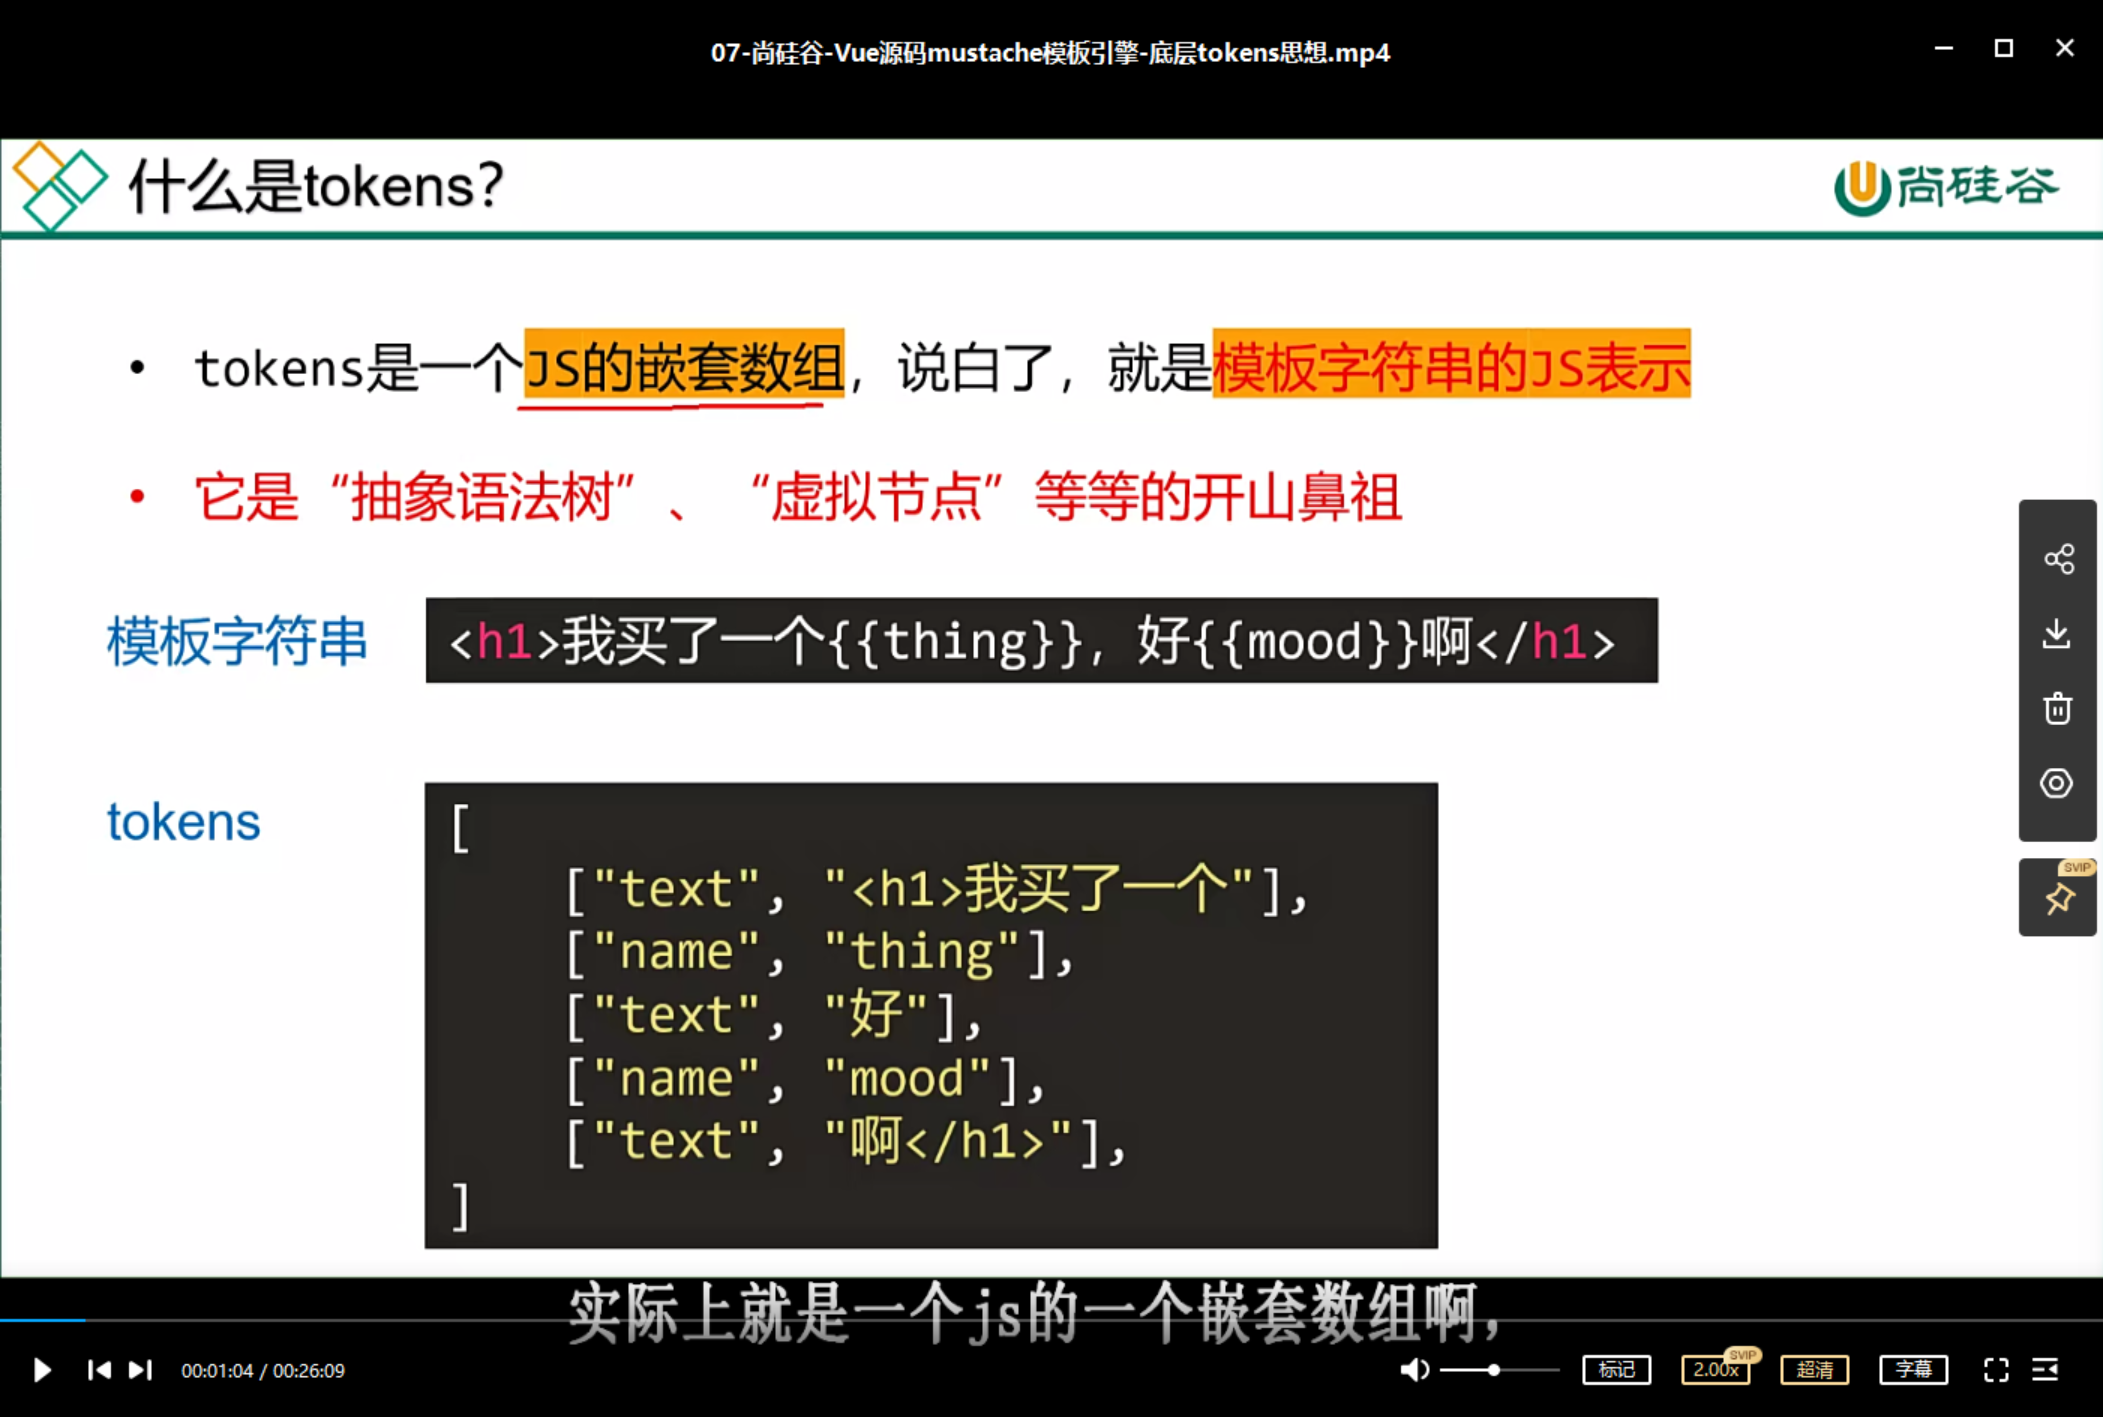 07-尚硅谷-Vue源码mustache模板引擎-底层tokens思想.mp4
什么是tokens?
尚硅谷
• tokens是一个JS的嵌套数组，说白了，就是模板字符串的JS表示
• 它是“抽象语法树”、“虚拟节点”等等的开山鼻祖
模板字符串
<h1>我买了一个{{thing}}，好{{mood}}啊</h1>
tokens
[
["text", "<h1>我买了一个"],
["name", "thing"],
["text", "好"],
["name", "mood"],
["text", "啊</h1>"],
]
SVIP
实际上就是一个js的一个嵌套数组啊，
00:01:04 / 00:26:09
标记
2.00x
SVIP
超清
字幕